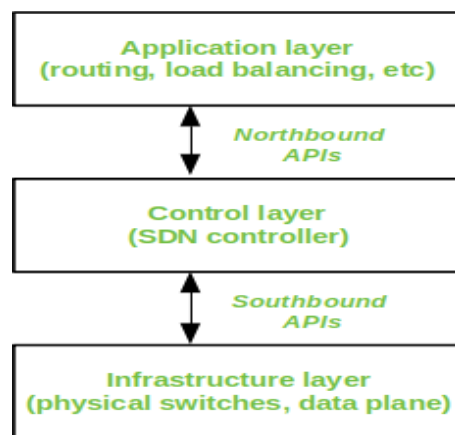 Application layer
(routing, load balancing, etc)
Northbound
APIs
Control layer
(SDN controller)
Southbound
APIs
Infrastructure layer
(physical switches, data plane)